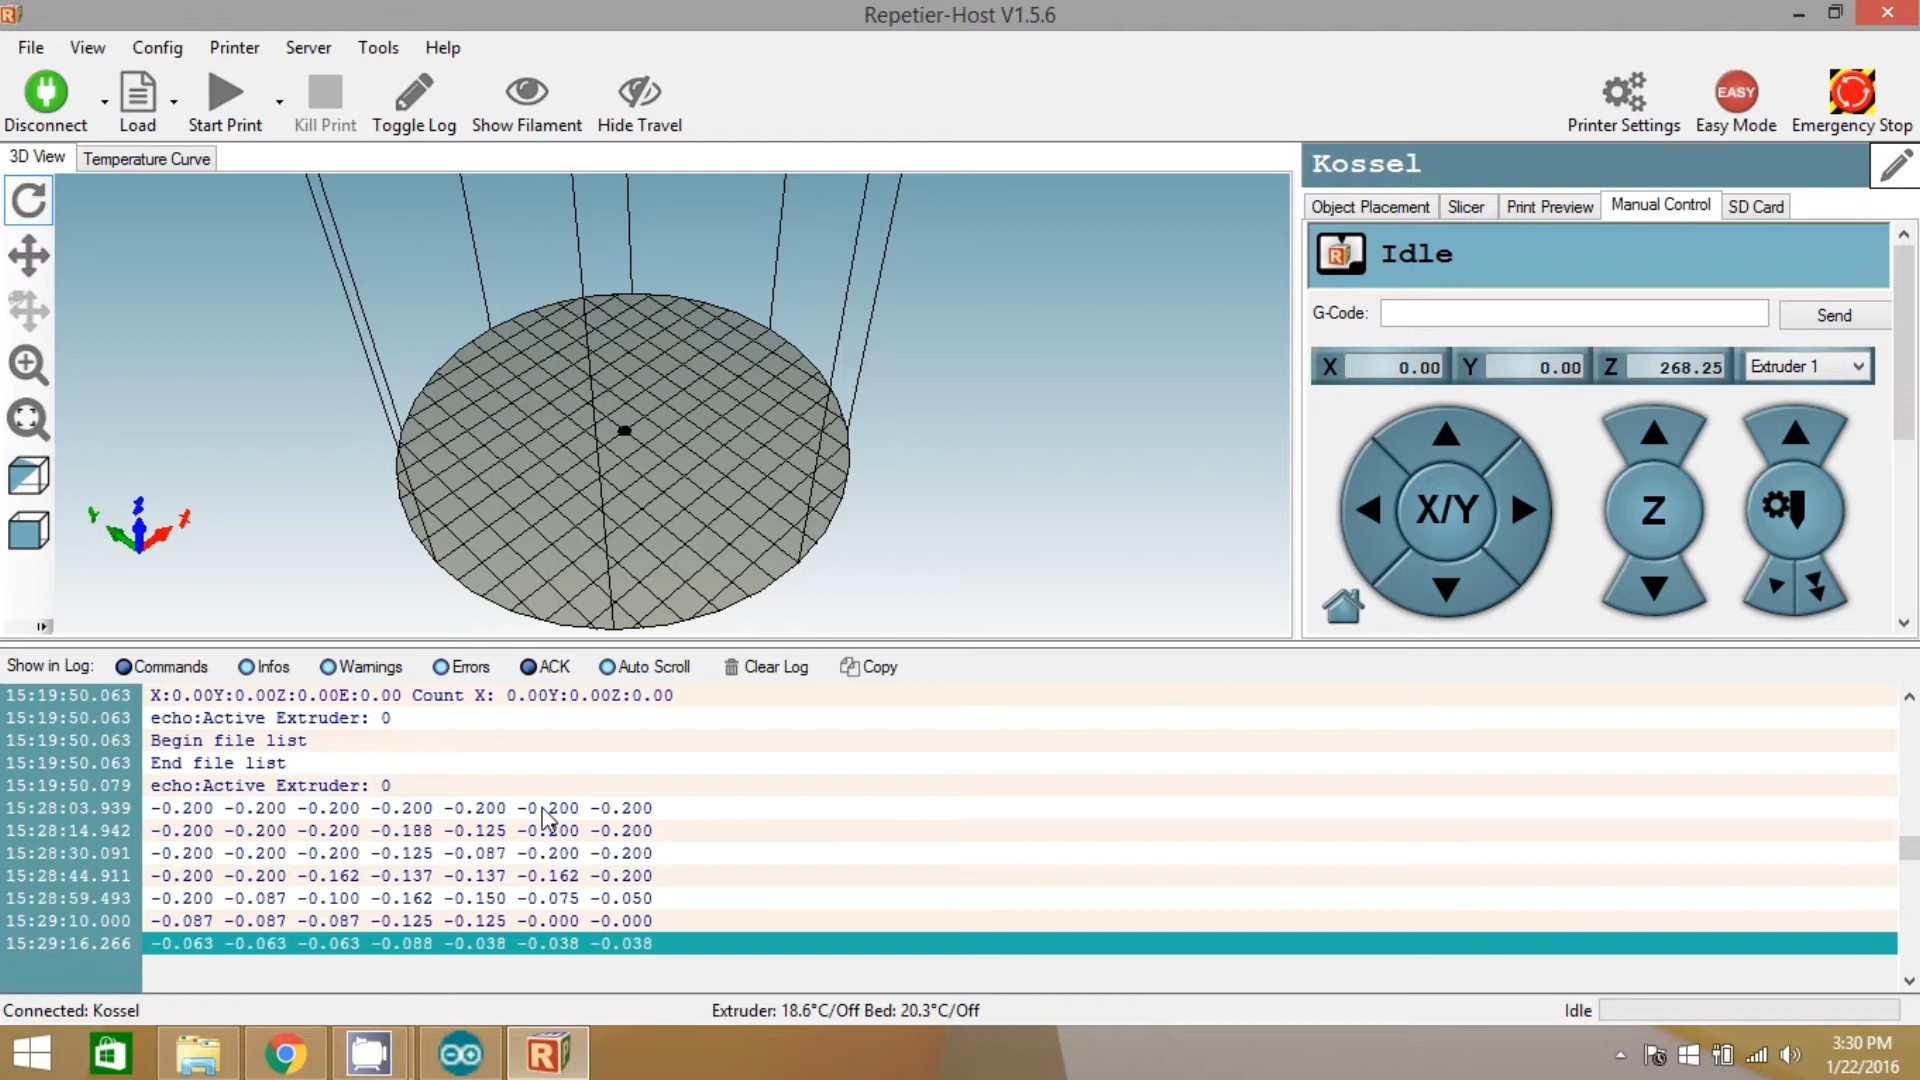 Repetier-Host V1.5.6
File View Config Printer Server Tools Help
Disconnect Load Start Print Kill Print Toggle Log Show Filament Hide Travel Printer Settings EASY Easy Mode Emergency Stop
3D View Temperature Curve
Kossel
Object Placement Slicer Print Preview Manual Control SD Card
R Idle
G-Code: Send
X 0.00 Y 0.00 Z 268.25 Extruder 1
X/Y Z
Y Z X
Show in Log: Commands Infos Warnings Errors ACK Auto Scroll Clear Log Copy
15:19:50.063 X:0.00Y:0.00Z:0.00E:0.00 Count X: 0.00Y:0.00Z:0.00
15:19:50.063 echo:Active Extruder: 0
15:19:50.063 Begin file list
15:19:50.063 End file list
15:19:50.079 echo:Active Extruder: 0
15:28:03.939 -0.200 -0.200 -0.200 -0.200 -0.200 -0.200 -0.200
15:28:14.942 -0.200 -0.200 -0.200 -0.188 -0.125 -0.200 -0.200
15:28:30.091 -0.200 -0.200 -0.200 -0.125 -0.087 -0.200 -0.200
15:28:44.911 -0.200 -0.200 -0.162 -0.137 -0.137 -0.162 -0.200
15:28:59.493 -0.200 -0.087 -0.100 -0.162 -0.150 -0.075 -0.050
15:29:10.000 -0.087 -0.087 -0.087 -0.125 -0.125 -0.000 -0.000
15:29:16.266 -0.063 -0.063 -0.063 -0.088 -0.038 -0.038 -0.038
Connected: Kossel Extruder: 18.6°C/Off Bed: 20.3°C/Off Idle
R
3:30 PM
1/22/2016